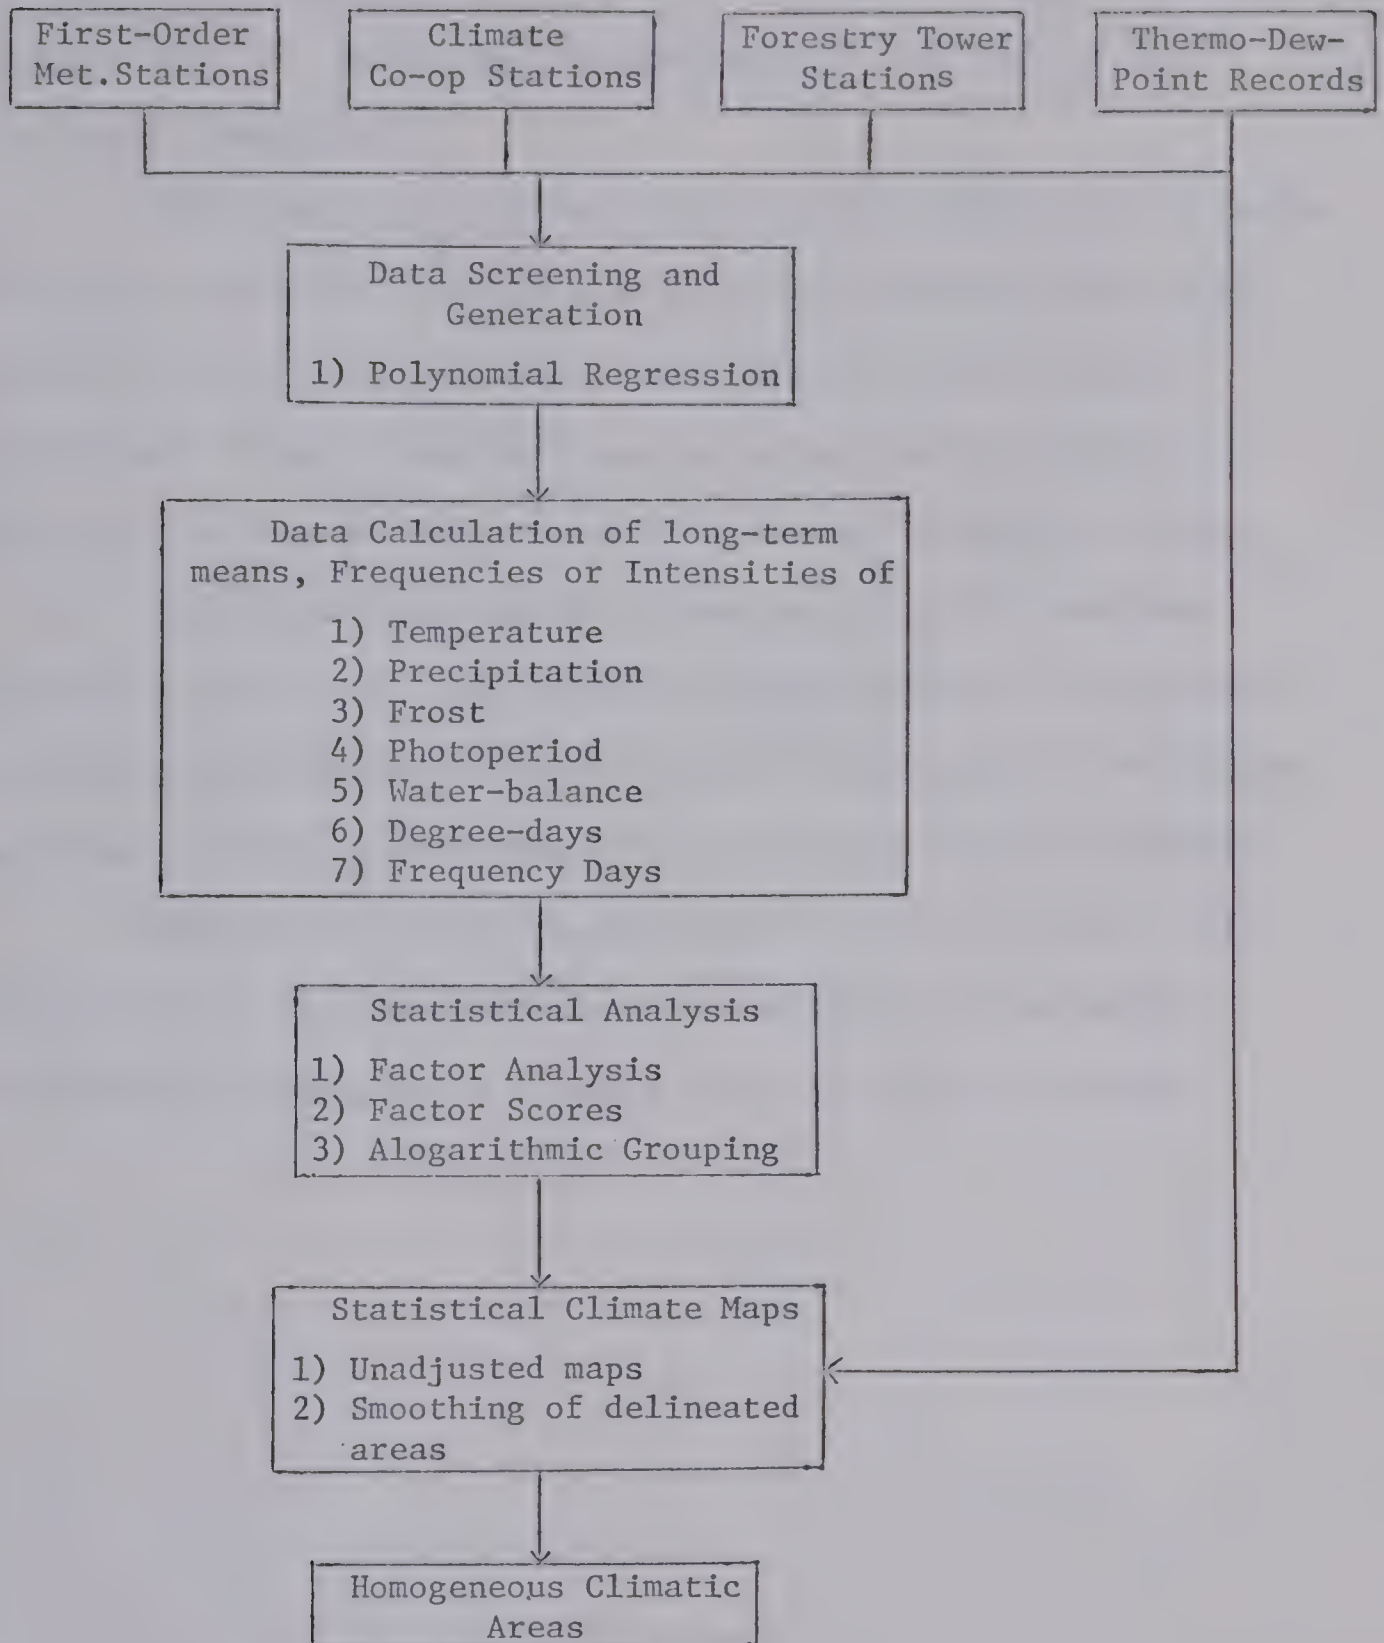 First-Order
Met.Stations
Climate
Co-op Stations
Forestry Tower
Stations
Thermo-Dew-
Point Records
Data Screening and
Generation
1) Polynomial Regression
Data Calculation of long-term
means, Frequencies or Intensities of
1) Temperature
2) Precipitation
3) Frost
4) Photoperiod
5) Water-balance
6) Degree-days
7) Frequency Days
Statistical Analysis
1) Factor Analysis
2) Factor Scores
3) Alogarithmic Grouping
Statistical Climate Maps
1) Unadjusted maps
2) Smoothing of delineated
areas
Homogeneous Climatic
Areas